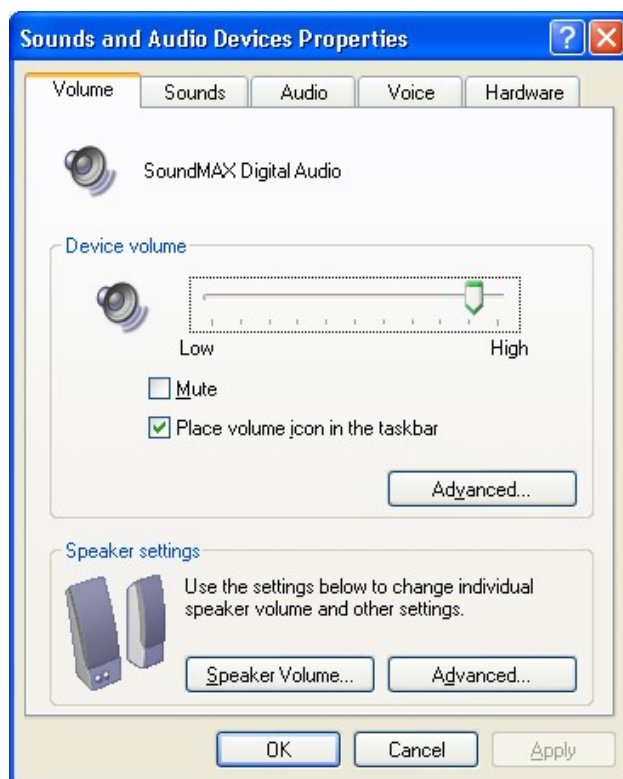 Sounds and Audio Devices Properties
?
Volume Sounds Audio Voice Hardware
SoundMAX Digital Audio
Device volume
Low High
Mute
Place volume icon in the taskbar
Advanced...
Speaker settings
Use the settings below to change individual
speaker volume and other settings.
Speaker Volume... Advanced...
OK Cancel Apply